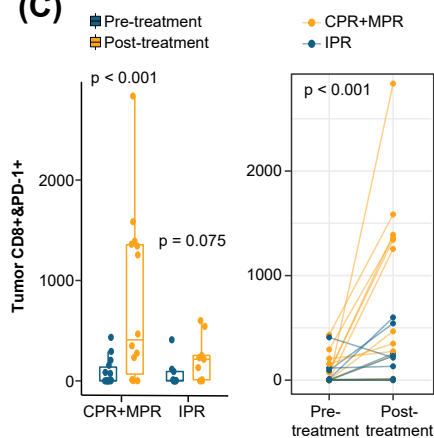 (C)
Pre-treatment
Post-treatment
CPR+MPR
IPR
Tumor CD8+&PD-1+
p < 0.001
p = 0.075
2000
1000
0
CPR+MPR IPR
p < 0.001
2000
1000
0
Pre- Post-
treatment treatment